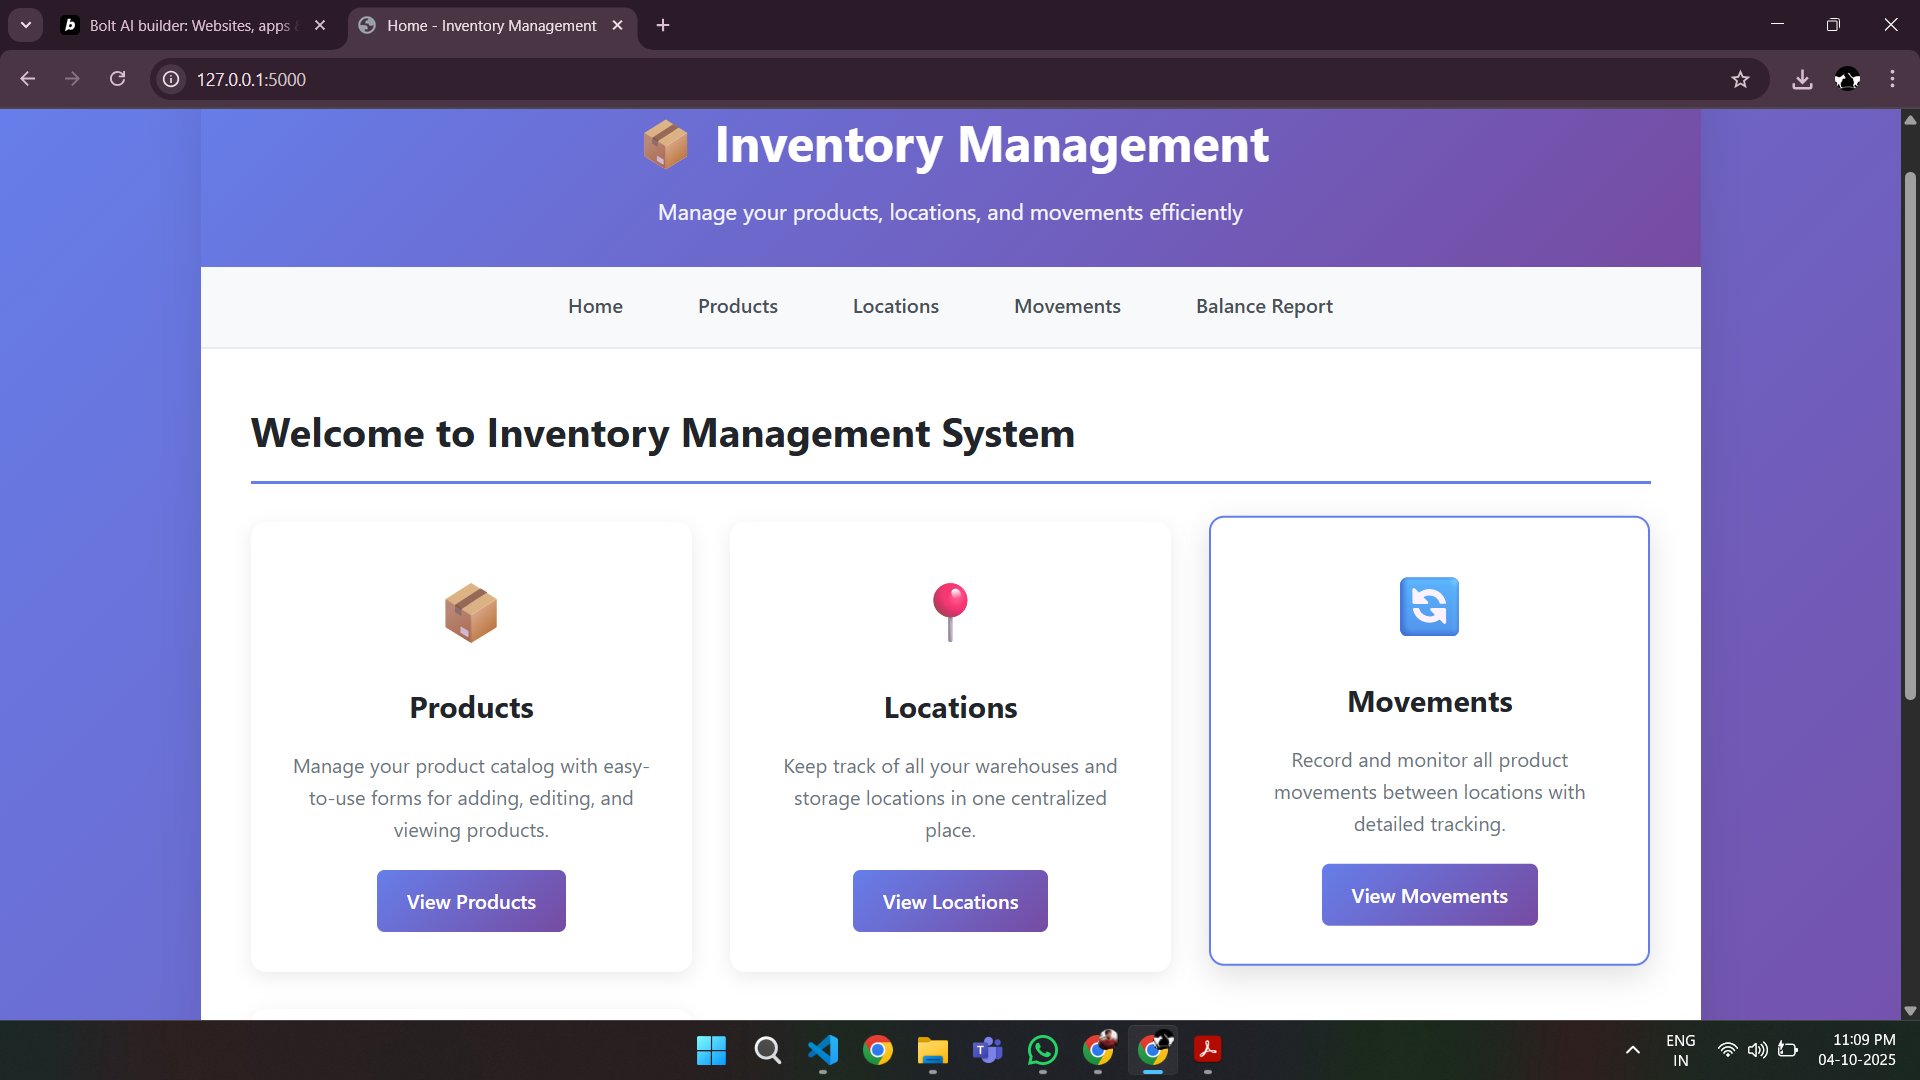 Bolt AI builder: Websites, apps
Home - Inventory Management
127.0.0.1:5000
Inventory Management
Manage your products, locations, and movements efficiently
Home
Products
Locations
Movements
Balance Report
Welcome to Inventory Management System
Products
Manage your product catalog with easy-
to-use forms for adding, editing, and
viewing products.
View Products
Locations
Keep track of all your warehouses and
storage locations in one centralized
place.
View Locations
Movements
Record and monitor all product
movements between locations with
detailed tracking.
View Movements
ENG
IN
11:09 PM
04-10-2025